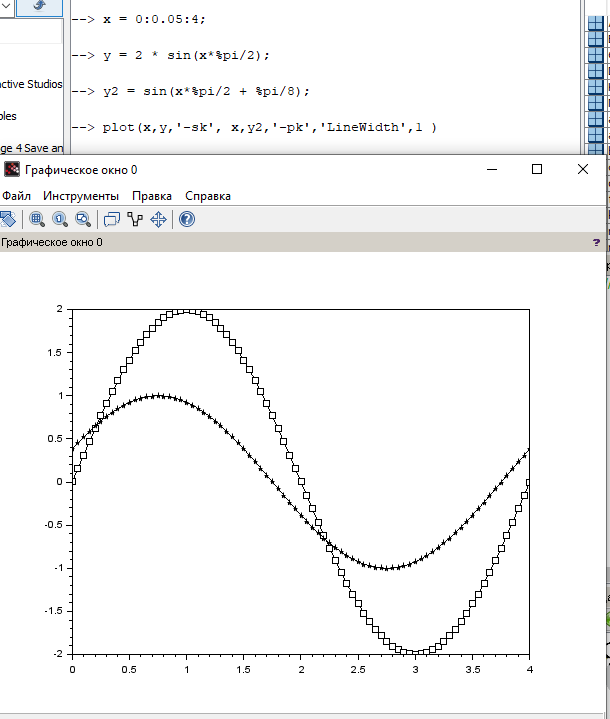 --> x = 0:0.05:4;
--> y = 2 * sin(x*%pi/2);
active Studios
--> y2 = sin(x*%pi/2 + %pi/8);
--> plot(x,y,'-sk', x,y2,'-pk','LineWidth',1 )
ge 4 Save an
Графическое окно 0
Файл Инструменты Правка Справка
Графическое окно 0 ?
2
1.5
1
0.5
0
-0.5
-1
-1.5
-2
0 0.5 1 1.5 2 2.5 3 3.5 4